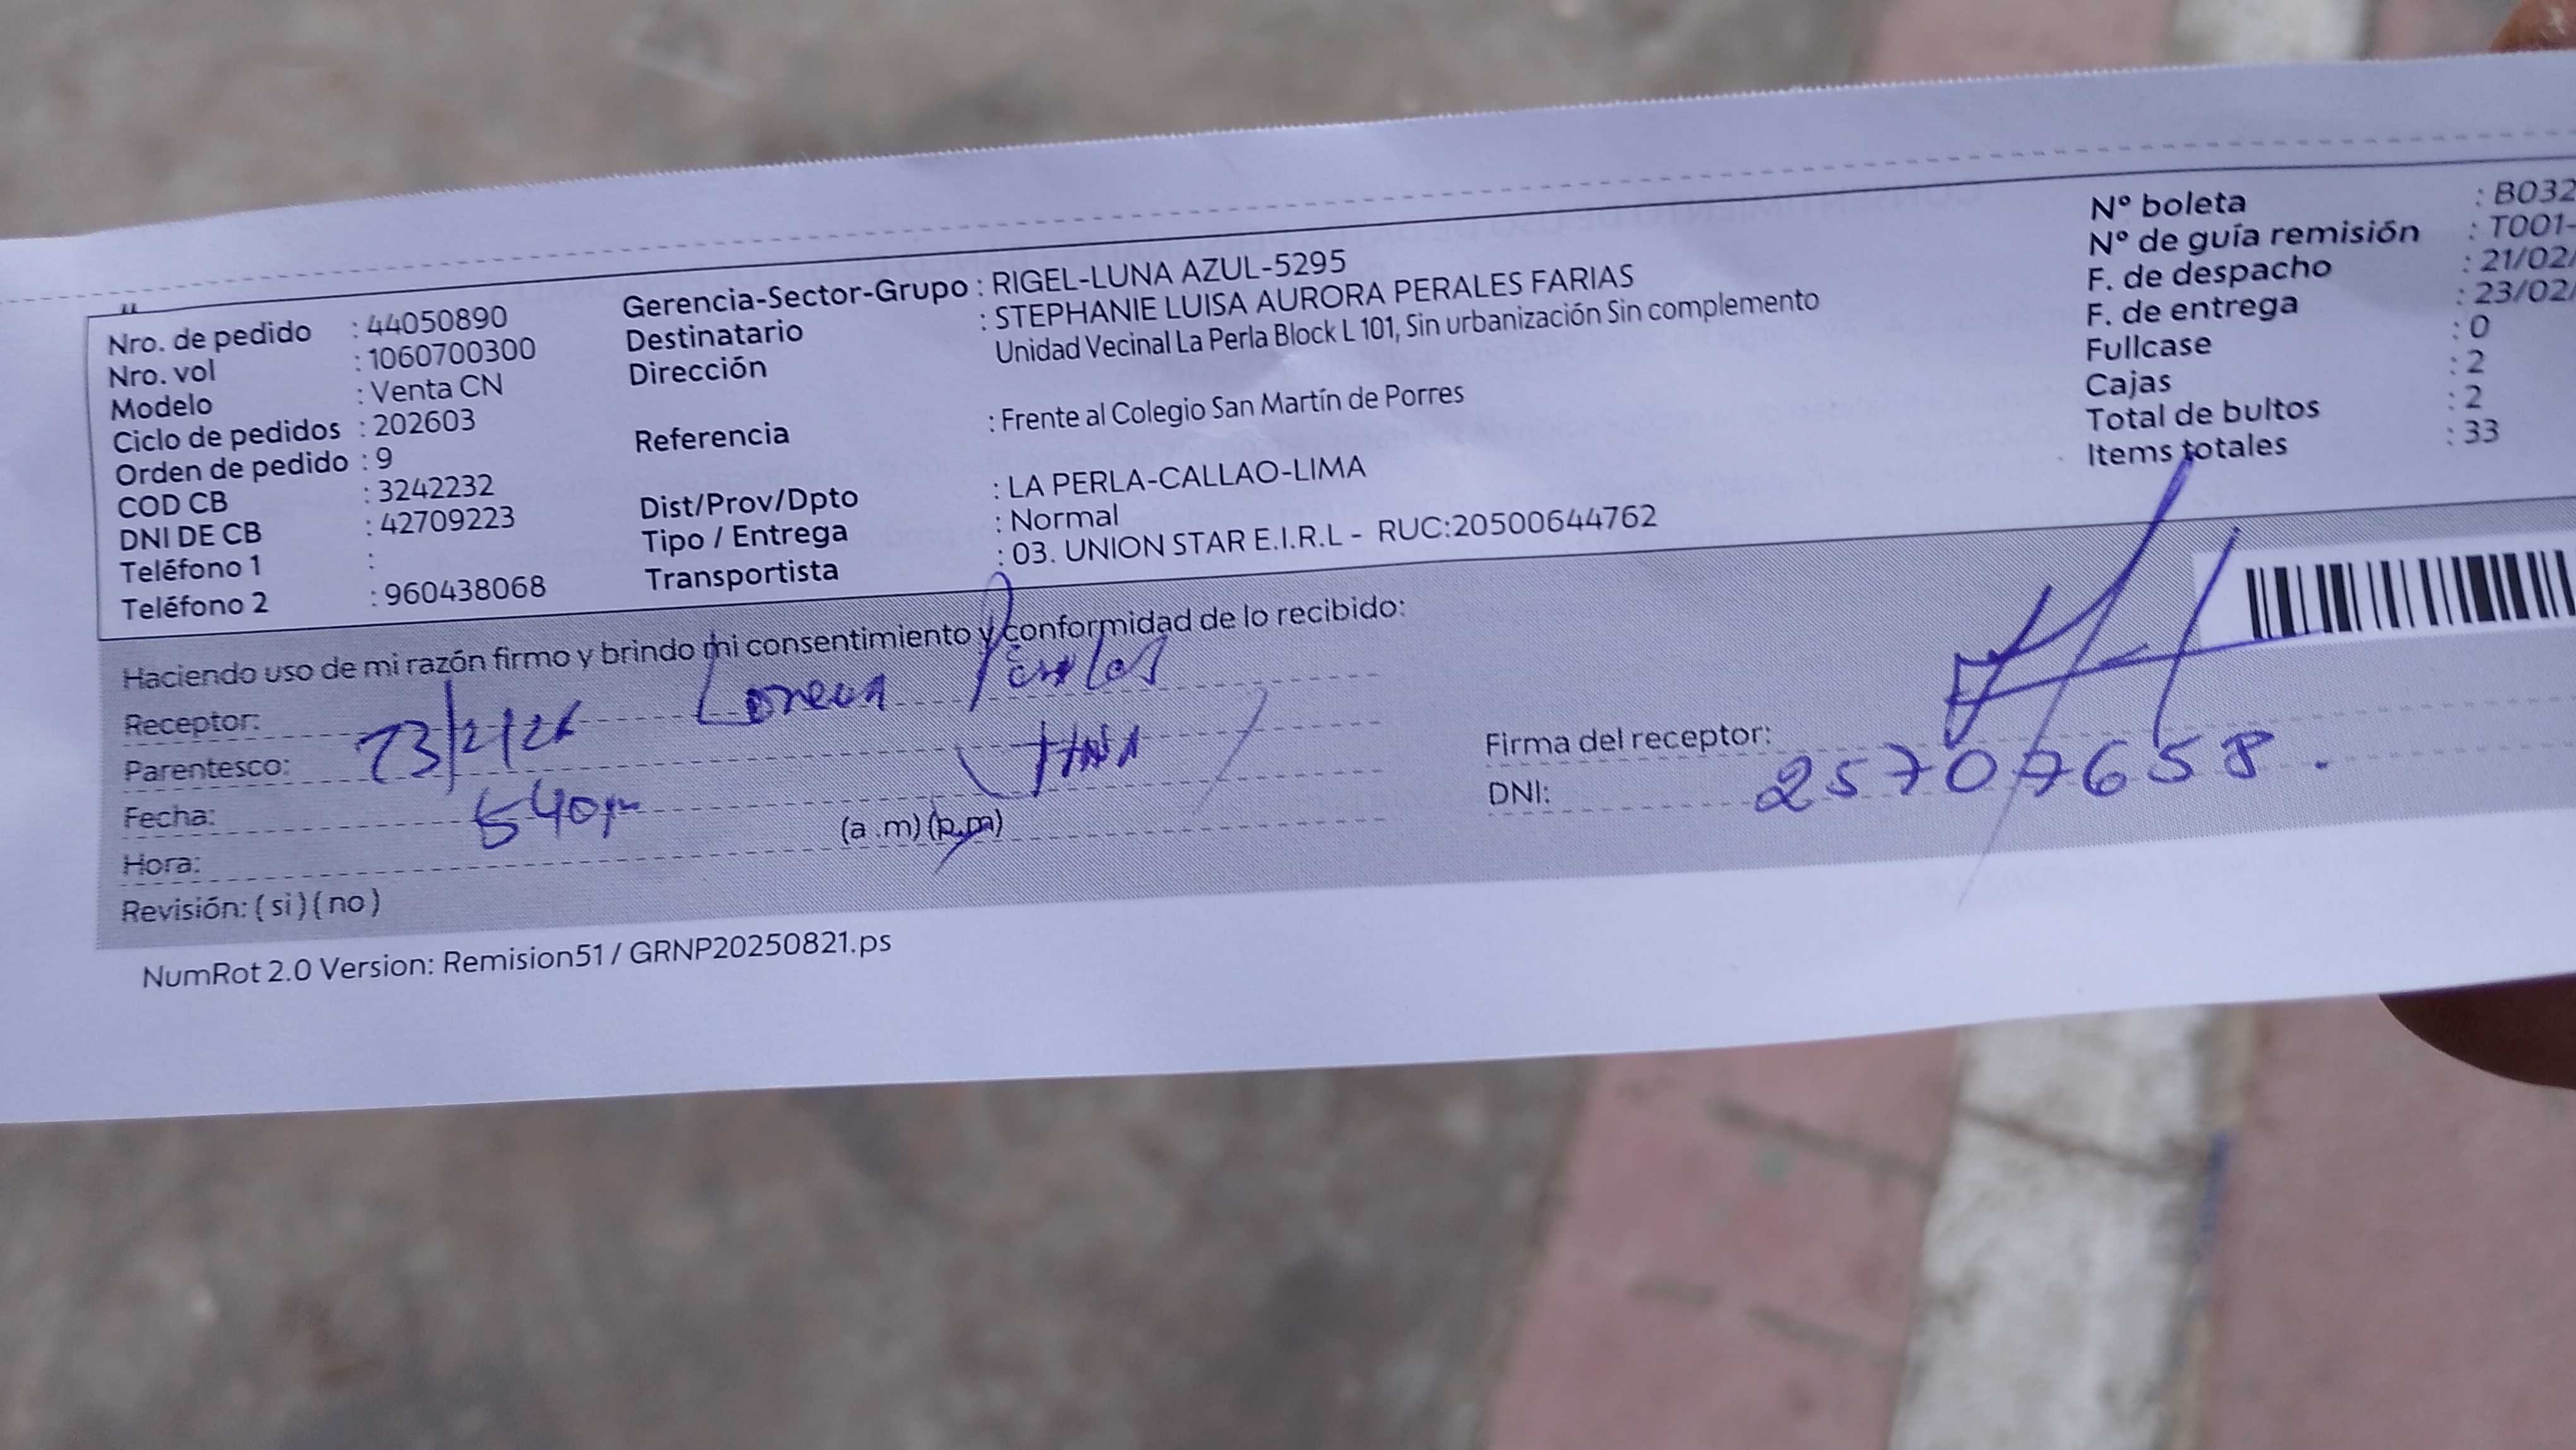 Nro. de pedido : 44050890
Nro. vol : 1060700300
Modelo : Venta CN
Ciclo de pedidos : 202603
Orden de pedido : 9
COD CB : 3242232
DNI DE CB : 42709223
Teléfono 1 :
Teléfono 2 : 960438068
Gerencia-Sector-Grupo : RIGEL-LUNA AZUL-5295
Destinatario : STEPHANIE LUISA AURORA PERALES FARIAS
Dirección Unidad Vecinal La Perla Block L 101, Sin urbanización Sin complemento
Referencia : Frente al Colegio San Martín de Porres
Dist/Prov/Dpto : LA PERLA-CALLAO-LIMA
Tipo / Entrega : Normal
Transportista : 03. UNION STAR E.I.R.L - RUC:20500644762
Nº boleta : B032
Nº de guía remisión : T001-
F. de despacho : 21/02/
F. de entrega : 23/02/
Fullcase : 0
Cajas : 2
Total de bultos : 2
Items totales : 33
Haciendo uso de mi razón firmo y brindo mi consentimiento y conformidad de lo recibido:
Receptor: Lorena Perales
Parentesco:
Fecha: 23/2/26
Hora: 540pm (a .m) (p.m)
Revisión: ( si ) ( no )
Firma del receptor:
DNI: 25707658.
NumRot 2.0 Version: Remision51 / GRNP20250821.ps